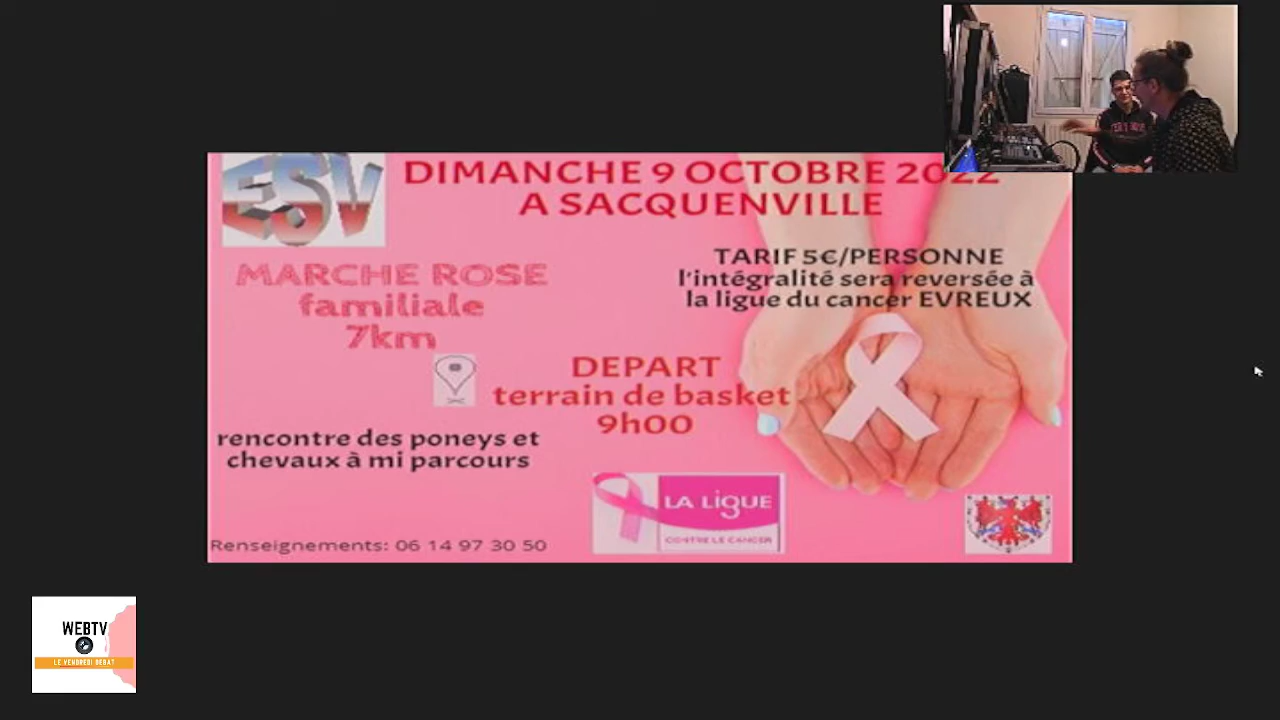 ESV
DIMANCHE 9 OCTOBRE 2022
A SACQUENVILLE
MARCHE ROSE
familiale
7km
TARIF 5€/PERSONNE
l'intégralité sera reversée à
la ligue du cancer EVREUX
DEPART
terrain de basket
9h00
rencontre des poneys et
chevaux à mi parcours
LA LIGUE
CONTRE LE CANCER
Renseignements: 06 14 97 30 50
WEBTV
LE VENDREDI DEBAT